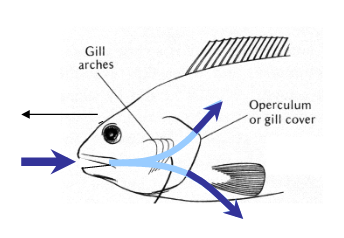 Gill
arches
Operculum
or gill cover